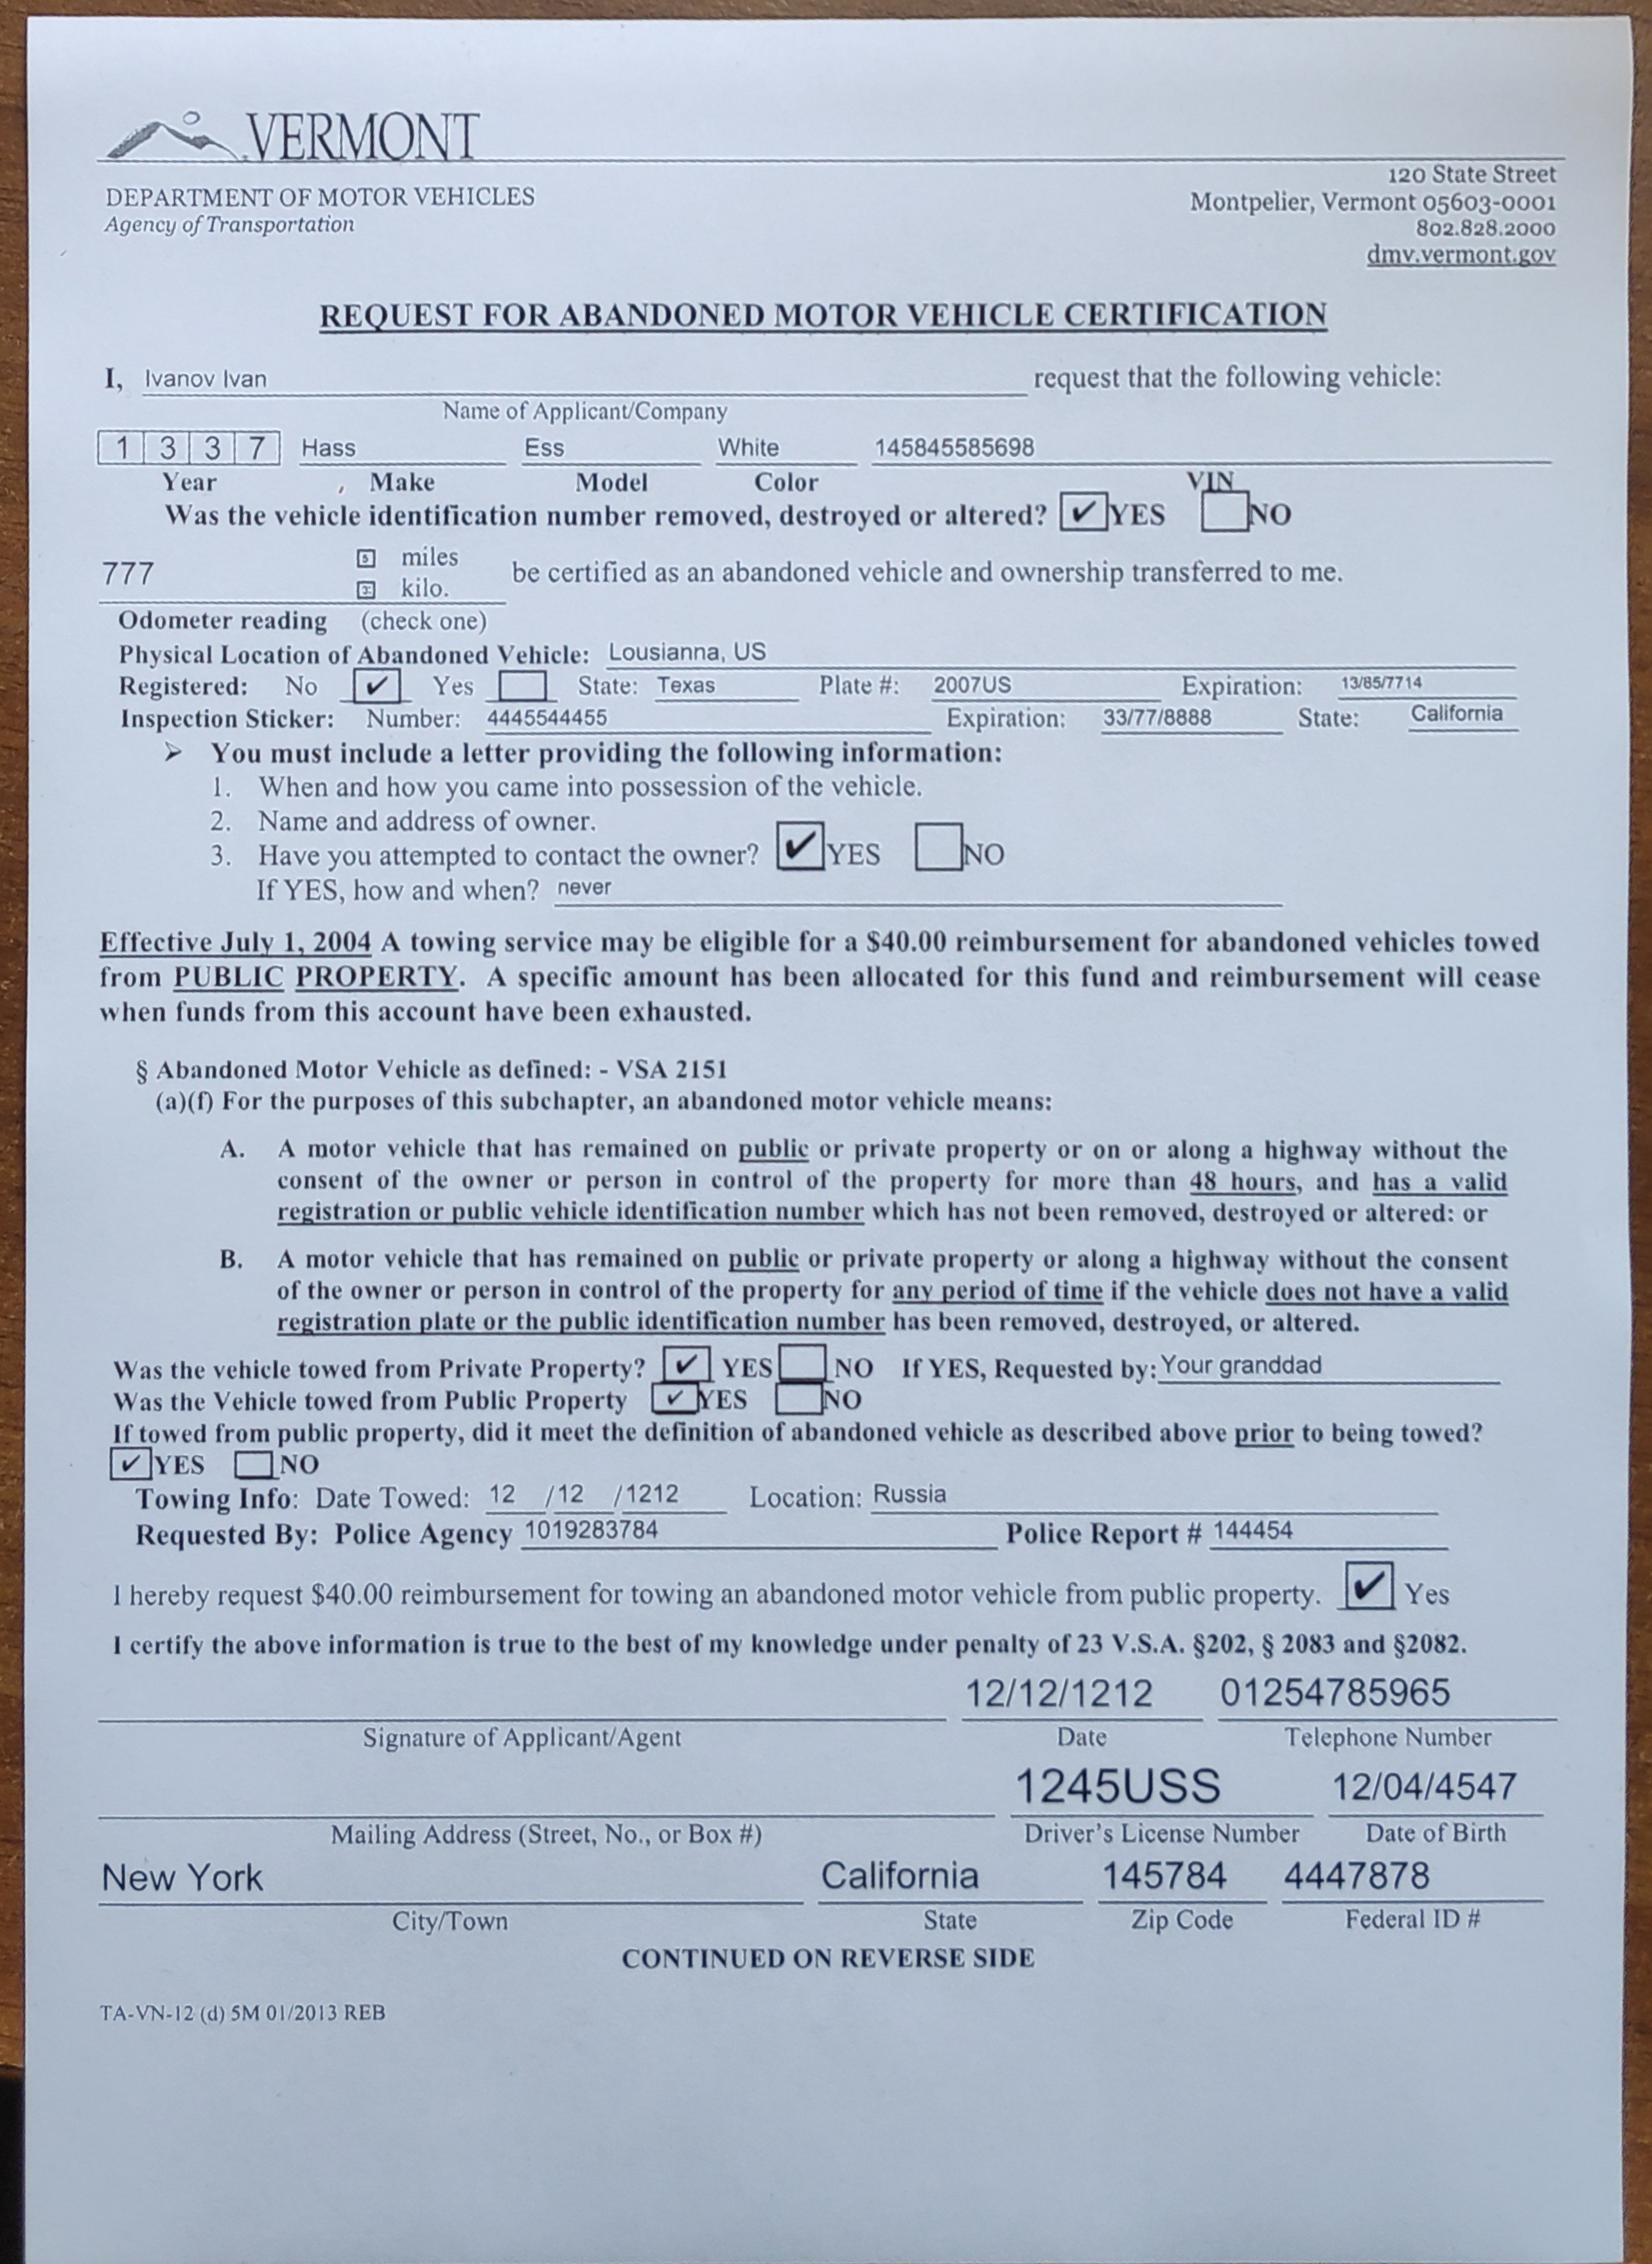 VERMONT
120 State Street
DEPARTMENT OF MOTOR VEHICLES Montpelier, Vermont 05603-0001
Agency of Transportation 802.828.2000
dmv.vermont.gov
REQUEST FOR ABANDONED MOTOR VEHICLE CERTIFICATION
I, Ivanov Ivan request that the following vehicle:
Name of Applicant/Company
1 3 3 7 Hass Ess White 145845585698
Year Make Model Color VIN
Was the vehicle identification number removed, destroyed or altered? ✔ YES NO
777 miles be certified as an abandoned vehicle and ownership transferred to me.
kilo.
Odometer reading (check one)
Physical Location of Abandoned Vehicle: Lousianna, US
Registered: No ✔ Yes State: Texas Plate #: 2007US Expiration: 13/85/7714
Inspection Sticker: Number: 4445544455 Expiration: 33/77/8888 State: California
➢ You must include a letter providing the following information:
1. When and how you came into possession of the vehicle.
2. Name and address of owner.
3. Have you attempted to contact the owner? ✔ YES NO
If YES, how and when? never
Effective July 1, 2004 A towing service may be eligible for a $40.00 reimbursement for abandoned vehicles towed
from PUBLIC PROPERTY. A specific amount has been allocated for this fund and reimbursement will cease
when funds from this account have been exhausted.
§ Abandoned Motor Vehicle as defined: - VSA 2151
(a)(f) For the purposes of this subchapter, an abandoned motor vehicle means:
A. A motor vehicle that has remained on public or private property or on or along a highway without the
consent of the owner or person in control of the property for more than 48 hours, and has a valid
registration or public vehicle identification number which has not been removed, destroyed or altered: or
B. A motor vehicle that has remained on public or private property or along a highway without the consent
of the owner or person in control of the property for any period of time if the vehicle does not have a valid
registration plate or the public identification number has been removed, destroyed, or altered.
Was the vehicle towed from Private Property? ✔ YES NO If YES, Requested by: Your granddad
Was the Vehicle towed from Public Property ✔ YES NO
If towed from public property, did it meet the definition of abandoned vehicle as described above prior to being towed?
✔ YES NO
Towing Info: Date Towed: 12 /12 /1212 Location: Russia
Requested By: Police Agency 1019283784 Police Report # 144454
I hereby request $40.00 reimbursement for towing an abandoned motor vehicle from public property. ✔ Yes
I certify the above information is true to the best of my knowledge under penalty of 23 V.S.A. §202, § 2083 and §2082.
12/12/1212 01254785965
Signature of Applicant/Agent Date Telephone Number
1245USS 12/04/4547
Mailing Address (Street, No., or Box #) Driver's License Number Date of Birth
New York California 145784 4447878
City/Town State Zip Code Federal ID #
CONTINUED ON REVERSE SIDE
TA-VN-12 (d) 5M 01/2013 REB